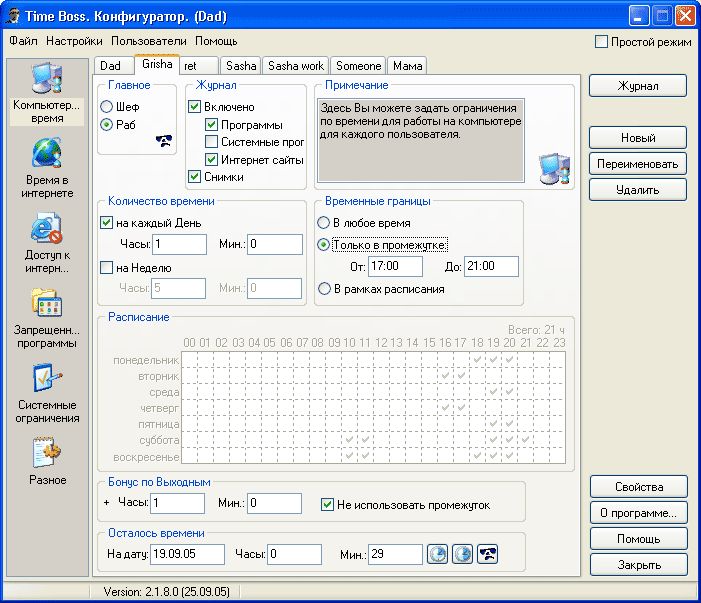 Time Boss. Конфигуратор. (Dad)
Файл Настройки Пользователи Помощь
Простой режим
Компьютер... время
Время в интернете
Доступ к интерн...
Запрещенн... программы
Системные ограничения
Разное
Dad Grisha ret Sasha Sasha work Someone Мама
Главное
Шеф
Раб
Журнал
Включено
Программы
Системные прог
Интернет сайты
Снимки
Примечание
Здесь Вы можете задать ограничения
по времени для работы на компьютере
для каждого пользователя.
Количество времени
на каждый День
Часы: 1 Мин.: 0
на Неделю
Часы: 5 Мин.: 0
Временные границы
В любое время
Только в промежутке:
От: 17:00 До: 21:00
В рамках расписания
Расписание
Всего: 21 ч
00 01 02 03 04 05 06 07 08 09 10 11 12 13 14 15 16 17 18 19 20 21 22 23
понедельник
вторник
среда
четверг
пятница
суббота
воскресенье
Бонус по Выходным
+ Часы: 1 Мин.: 0 Не использовать промежуток
Осталось времени
На дату: 19.09.05 Часы: 0 Мин.: 29
Журнал
Новый
Переименовать
Удалить
Свойства
О программе...
Помощь
Закрыть
Version: 2.1.8.0 (25.09.05)